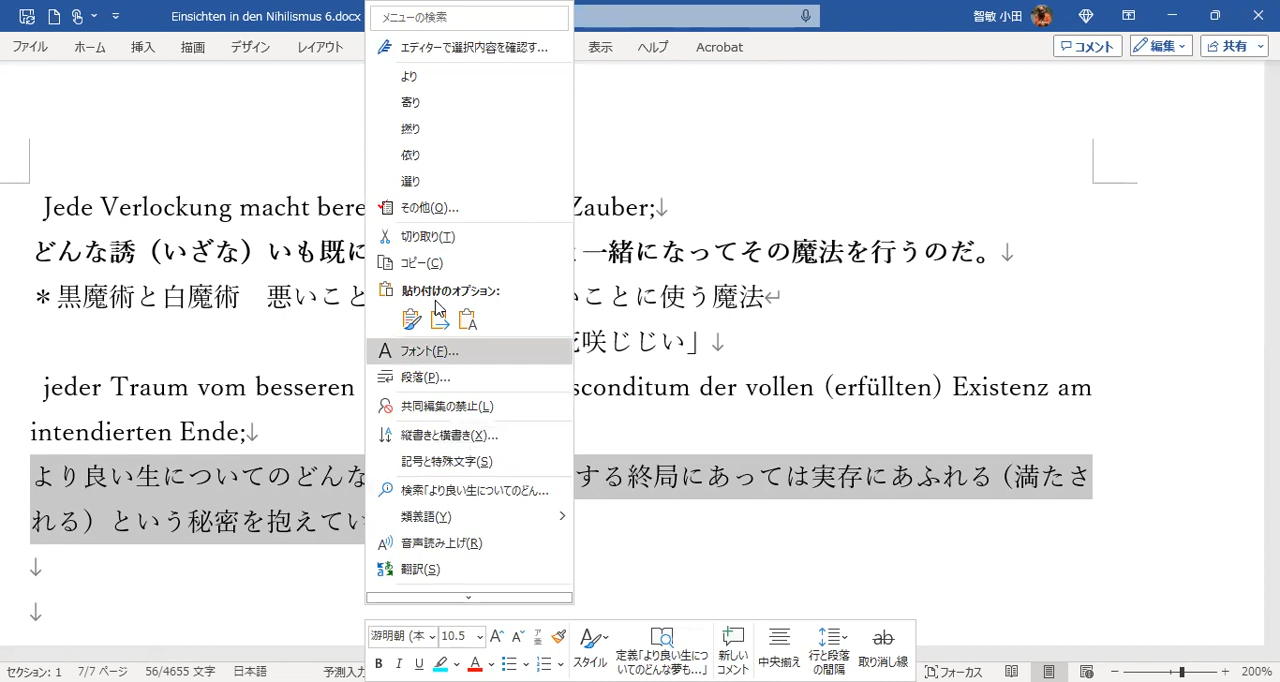 Einsichten in den Nihilismus 6.docx
智敏 小田
ファイル ホーム 挿入 描画 デザイン レイアウト 表示 ヘルプ Acrobat コメント 編集 共有
メニューの検索
エディターで選択内容を確認す...
より
寄り
撚り
依り
選り
その他(O)...
切り取り(T)
コピー(C)
貼り付けのオプション:
フォント(F)...
段落(P)...
共同編集の禁止(L)
縦書きと横書き(X)...
記号と特殊文字(S)
検索「より良い生についてのどん...
類義語(Y)
音声読み上げ(R)
翻訳(S)
Jede Verlockung macht bere Zauber;↓
どんな誘（いざな）いも既に 一緒になってその魔法を行うのだ。↓
＊黒魔術と白魔術 悪いこと いことに使う魔法↵
咲じじい」↓
jeder Traum vom besseren sconditum der vollen (erfüllten) Existenz am
intendierten Ende;↓
より良い生についてのどんな する終局にあっては実存にあふれる（満たさ
れる）という秘密を抱えてい
↓
↓
游明朝 (本 10.5
B I U A スタイル 定義「より良い生についてのどんな夢も...」 新しいコメント 中央揃え 行と段落の間隔 取り消し線
セクション: 1 7/7 ページ 56/4655 文字 日本語 予測入 フォーカス 200%